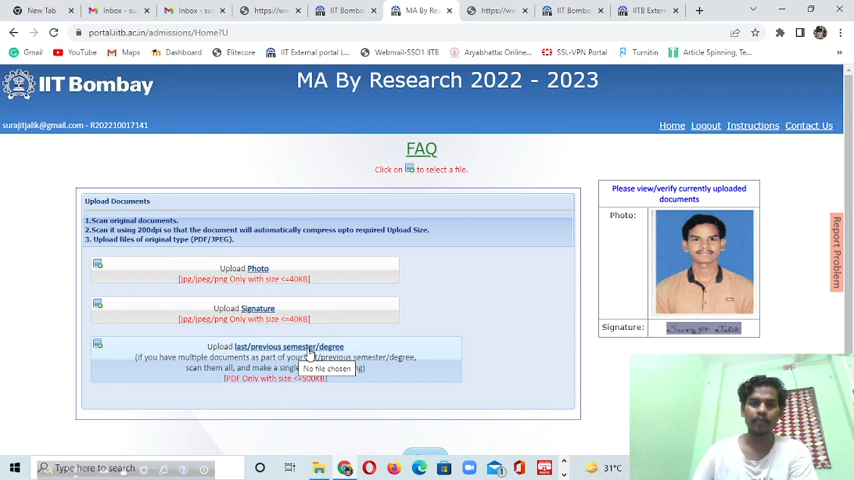 New Tab
Inbox - su
Inbox - su
https://ww
IIT Bomba
MA By Res
https://ww
IIT Bomba
IITB Exter
portal.iitb.ac.in/admissions/Home?U
Gmail YouTube Maps Dashboard Elitecore IIT External portal I... Webmail-SSO1 IITB Aryabhatta: Online... SSL-VPN Portal Turnitin Article Spinning, Te...
IIT Bombay
MA By Research 2022 - 2023
surajitjalik@gmail.com - R202210017141
Home Logout Instructions Contact Us
FAQ
Click on to select a file.
Upload Documents
1.Scan original documents.
2.Scan it using 200dpi so that the document will automatically compress upto required Upload Size.
3. Upload files of original type (PDF/JPEG).
Upload Photo
[jpg/jpeg/png Only with size <=40KB]
Upload Signature
[jpg/jpeg/png Only with size <=40KB]
Upload last/previous semester/degree
(if you have multiple documents as part of your /previous semester/degree,
scan them all, and make a single
No file chosen
[PDF Only with size <=500KB]
Please view/verify currently uploaded
documents
Photo:
Signature:
Report Problem
Type here to search
31°C